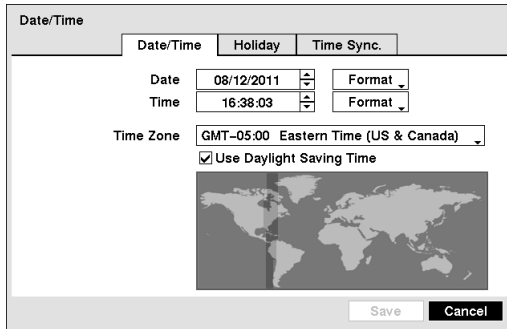 Date/Time
Date/Time Holiday Time Sync.
Date 08/12/2011 Format
Time 16:38:03 Format
Time Zone GMT-05:00 Eastern Time (US & Canada)
Use Daylight Saving Time
Save Cancel